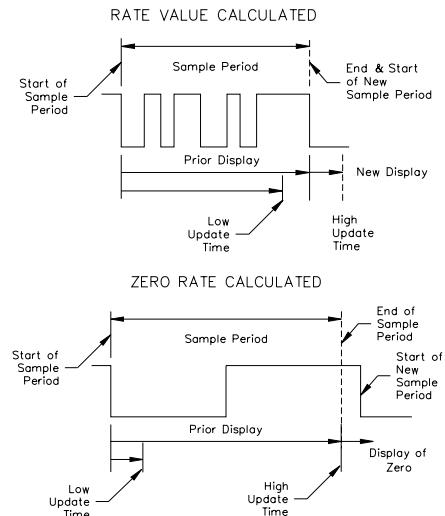 RATE VALUE CALCULATED
Sample Period
Start of
Sample
Period
End & Start
of New
Sample Period
Prior Display
New Display
Low
Update
Time
High
Update
Time
ZERO RATE CALCULATED
Sample Period
Start of
Sample
Period
End of
Sample
Period
Start of
New
Sample
Period
Prior Display
Display of
Zero
Low
Update
Time
High
Update
Time